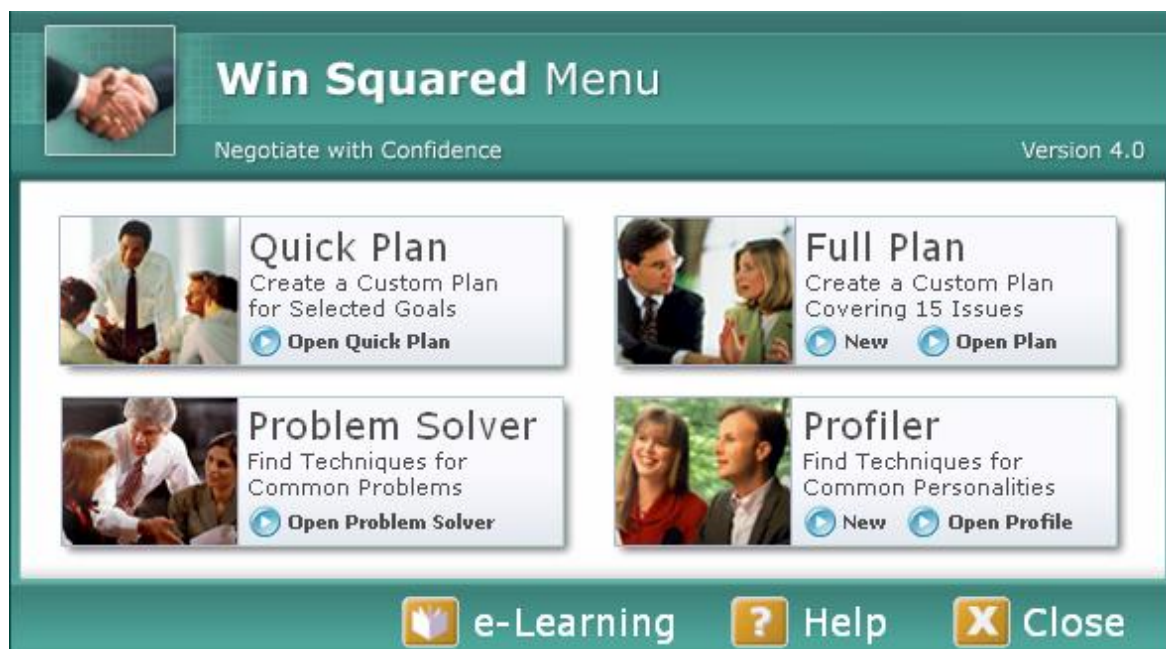 Win Squared Menu
Negotiate with Confidence
Version 4.0
Quick Plan
Create a Custom Plan
for Selected Goals
Open Quick Plan
Full Plan
Create a Custom Plan
Covering 15 Issues
New Open Plan
Problem Solver
Find Techniques for
Common Problems
Open Problem Solver
Profiler
Find Techniques for
Common Personalities
New Open Profile
e-Learning ? Help X Close